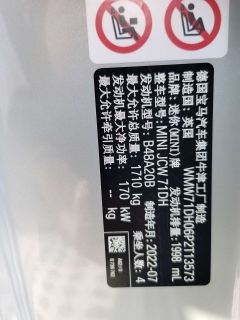 德国宝马汽车集团牛津工厂制造
制造国：英国 WMW71DH06P2T13573
品牌：迷你(MINI)牌 发动机排量：1998 mL
整车型号：MINI JCW71DH 制造年月：2022-07
发动机型号：B48A20B 乘坐人数：4
最大允许总质量：1710 kg
发动机最大净功率：170 kW
最大允许牵引质量：-- kg